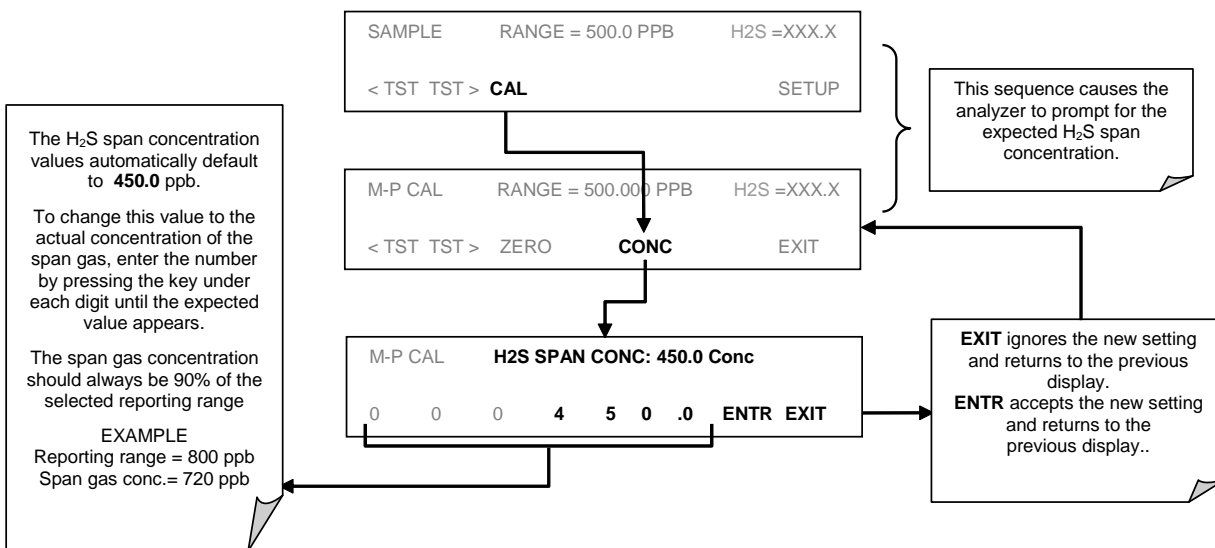 SAMPLE RANGE = 500.0 PPB H2S =XXX.X
< TST TST > CAL SETUP
This sequence causes the
analyzer to prompt for the
expected H₂S span
concentration.
The H₂S span concentration
values automatically default
to 450.0 ppb.
To change this value to the
actual concentration of the
span gas, enter the number
by pressing the key under
each digit until the expected
value appears.
The span gas concentration
should always be 90% of the
selected reporting range
EXAMPLE
Reporting range = 800 ppb
Span gas conc.= 720 ppb
M-P CAL RANGE = 500.000 PPB H2S =XXX.X
< TST TST > ZERO CONC EXIT
M-P CAL H2S SPAN CONC: 450.0 Conc
0 0 0 4 5 0 .0 ENTR EXIT
EXIT ignores the new setting
and returns to the previous
display.
ENTR accepts the new setting
and returns to the
previous display..